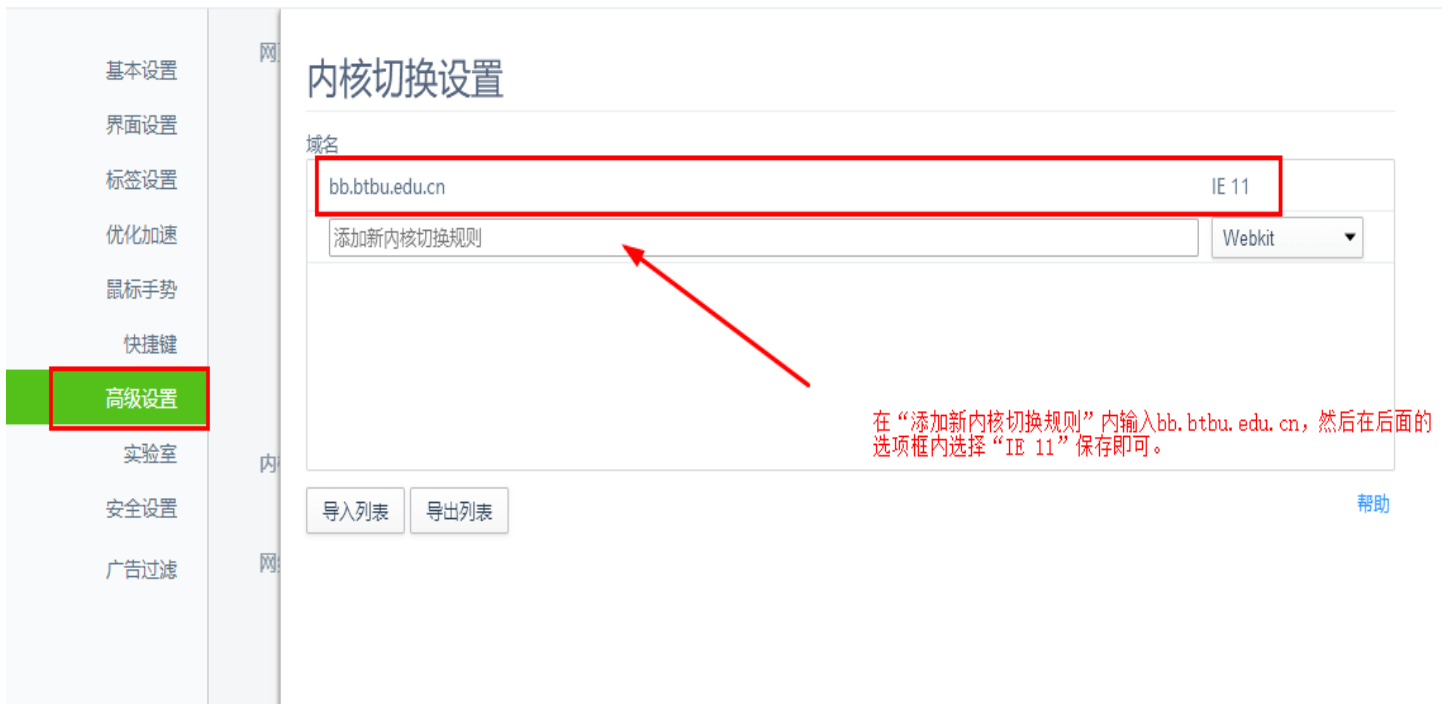 基本设置
界面设置
标签设置
优化加速
鼠标手势
快捷键
高级设置
实验室
安全设置
广告过滤
网
内核切换设置
域名
bb.btbu.edu.cn IE 11
添加新内核切换规则 Webkit
在“添加新内核切换规则”内输入bb.btbu.edu.cn，然后在后面的
选项框内选择“IE 11”保存即可。
内
导入列表 导出列表 帮助
网